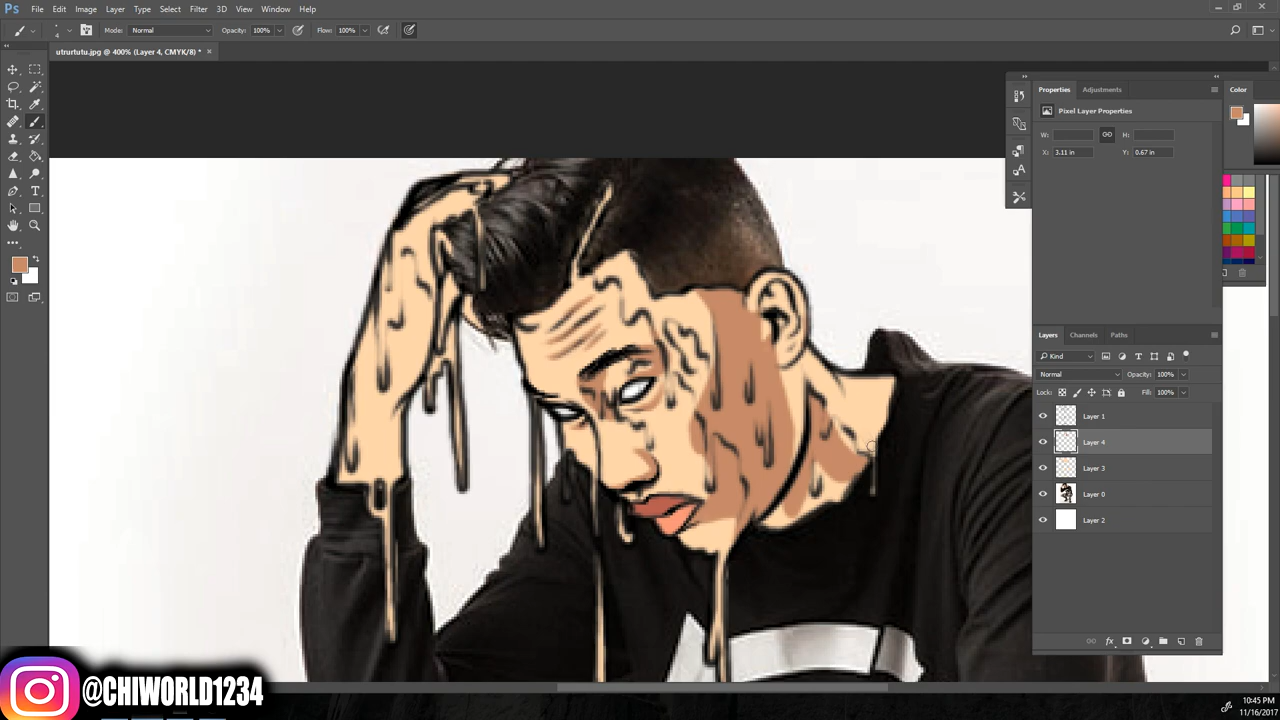 Ps File Edit Image Layer Type Select Filter 3D View Window Help
4 Mode: Normal Opacity: 100% Flow: 100%
utrurtutu.jpg @ 400% (Layer 4, CMYK/8) * ×
Properties Adjustments
Color
Pixel Layer Properties
W: H:
X: 3.11 in Y: 0.67 in
Layers Channels Paths
Kind
Normal Opacity: 100%
Lock: Fill: 100%
Layer 1
Layer 4
Layer 3
Layer 0
Layer 2
fx
@CHIWORLD1234
10:45 PM
11/16/2017